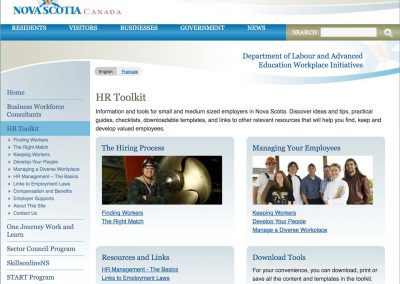 NOVA SCOTIA CANADA
RESIDENTS VISITORS BUSINESSES GOVERNMENT NEWS SEARCH
Department of Labour and Advanced
Education Workplace Initiatives
English Français
Home
Business Workforce
Consultants
HR Toolkit
Finding Workers
The Right Match
Keeping Workers
Develop Your People
Managing a Diverse Workplace
HR Management – The Basics
Links to Employment Laws
Compensation and Benefits
Employer Supports
About This Site
Contact Us
One Journey Work and
Learn
Sector Council Program
SkillsonlineNS
START Program
HR Toolkit
Information and tools for small and medium sized employers in Nova Scotia. Discover ideas and tips, practical
guides, checklists, downloadable templates, and links to other relevant resources that will help you find, keep and
develop valued employees.
The Hiring Process
Finding Workers
The Right Match
Managing Your Employees
Keeping Workers
Develop Your People
Manage a Diverse Workplace
Resources and Links
HR Management - The Basics
Links to Employment Laws
Download Tools
For your convenience, you can download, print or
save all the content and templates in the toolkit.